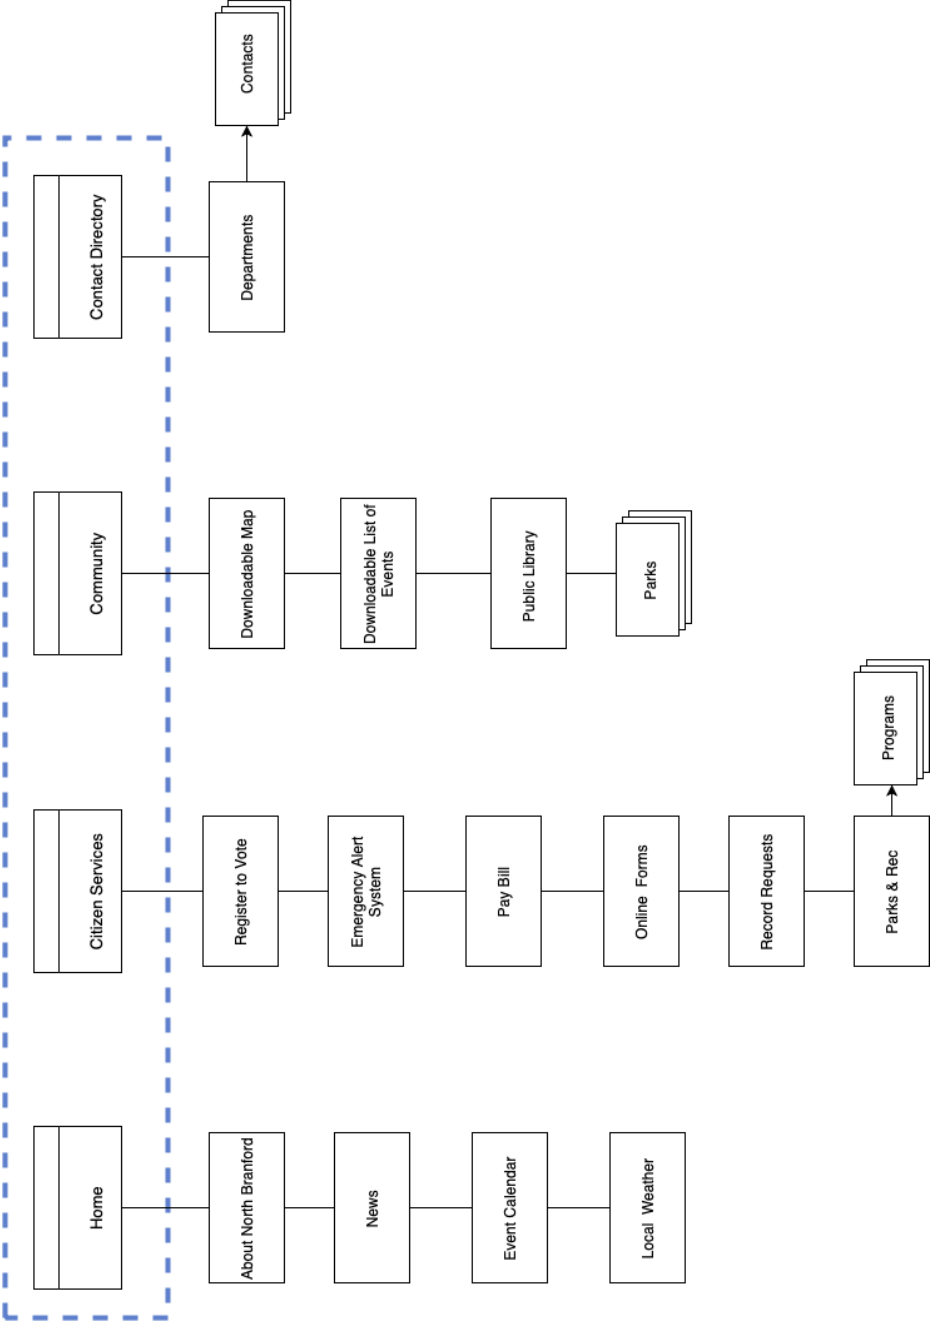 Home
Citizen Services
Community
Contact Directory
About North Branford
Register to Vote
Downloadable Map
Departments
Contacts
News
Emergency Alert
System
Downloadable List of
Events
Event Calendar
Pay Bill
Public Library
Local Weather
Online Forms
Parks
Record Requests
Parks & Rec
Programs